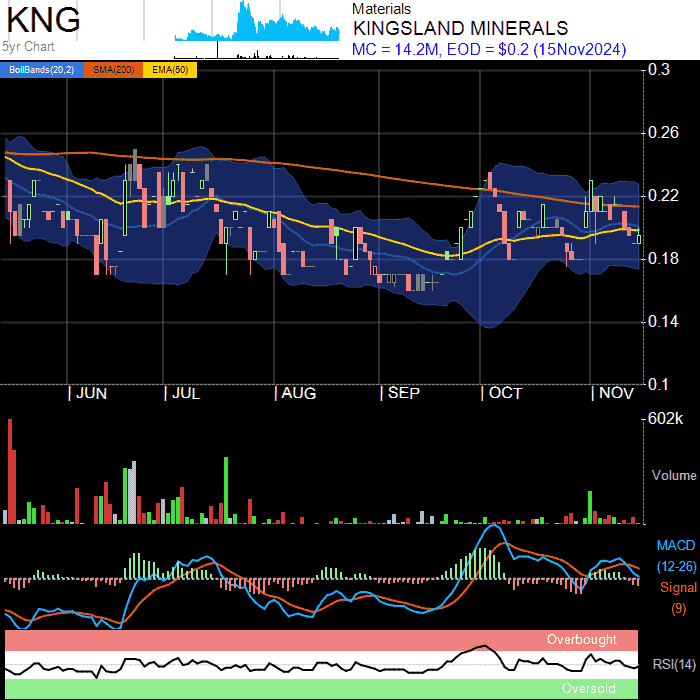 KNG
5yr Chart
Materials
KINGSLAND MINERALS
MC = 14.2M, EOD = $0.2 (15Nov2024)
BollBands(20,2) SMA(200) EMA(50)
0.3
0.26
0.22
0.18
0.14
0.1
JUN JUL AUG SEP OCT NOV
602k
Volume
MACD
(12-26)
Signal
(9)
Overbought
RSI(14)
Oversold